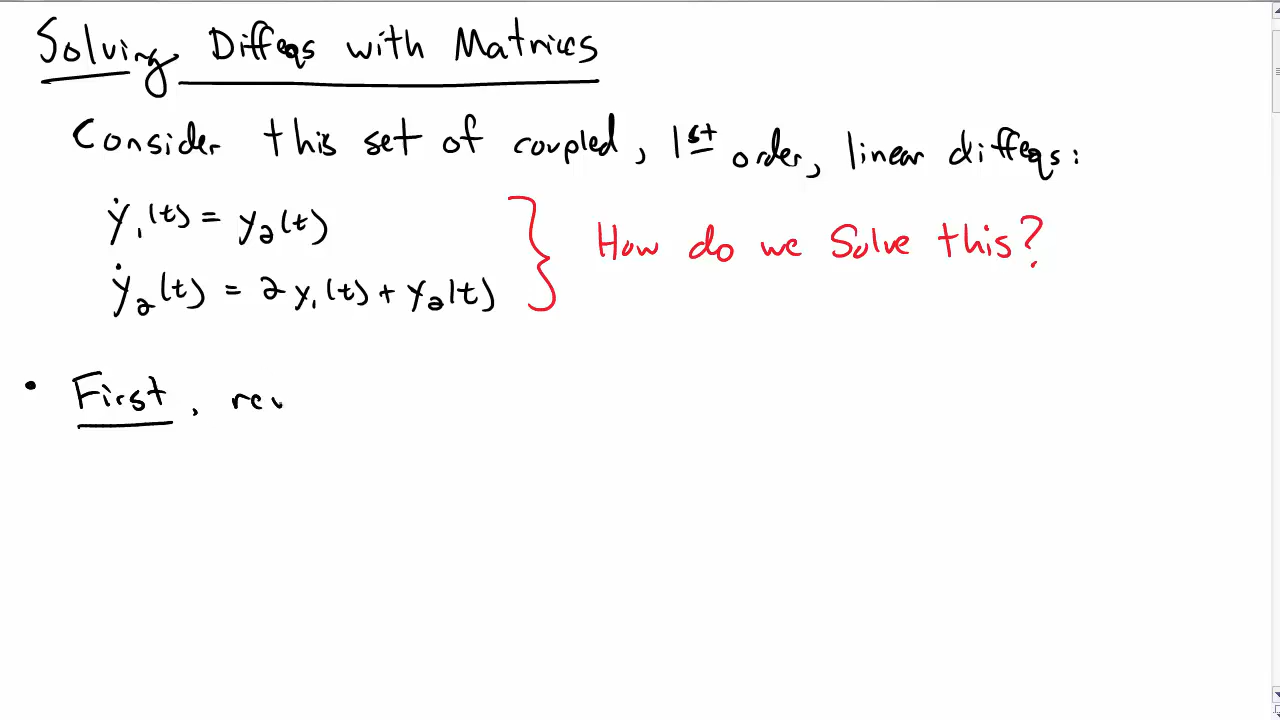 Solving Diffeqs with Matrices
Consider this set of coupled, 1st order, linear diffeqs:
ẏ₁(t) = y₂(t)
ẏ₂(t) = 2y₁(t) + y₂(t)
How do we Solve this?
• First, rev